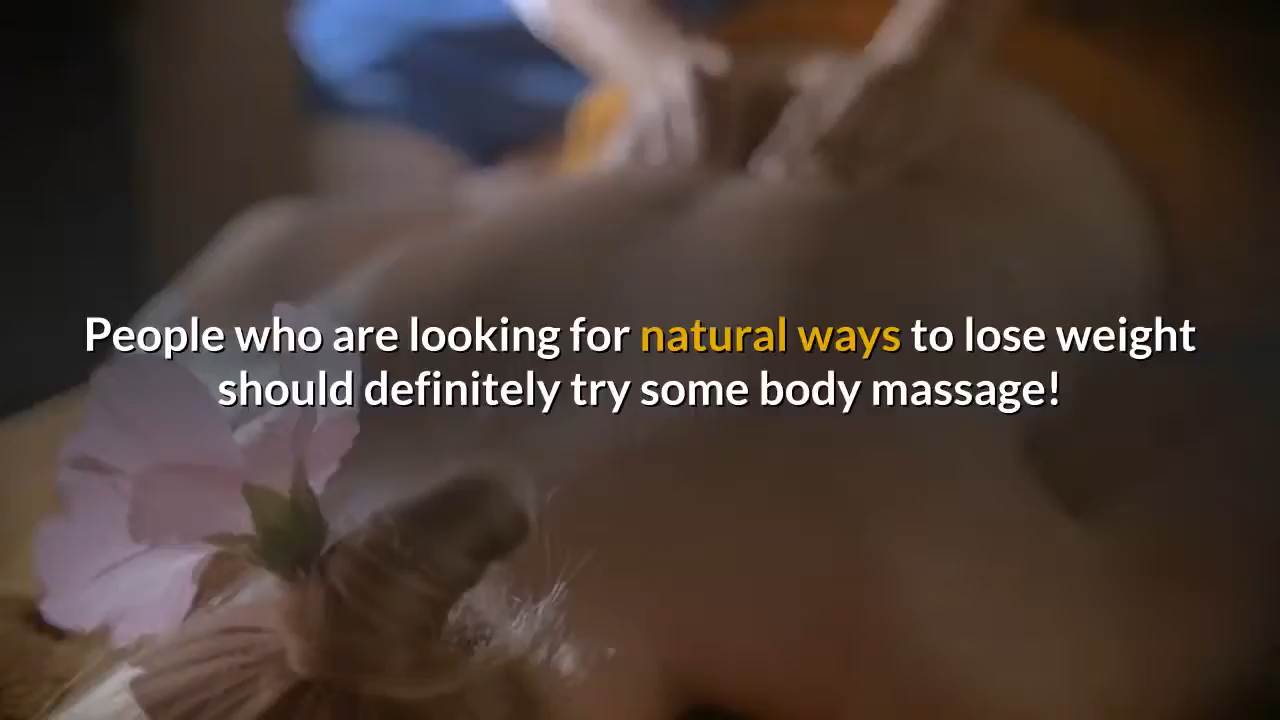 People who are looking for natural ways to lose weight
should definitely try some body massage!